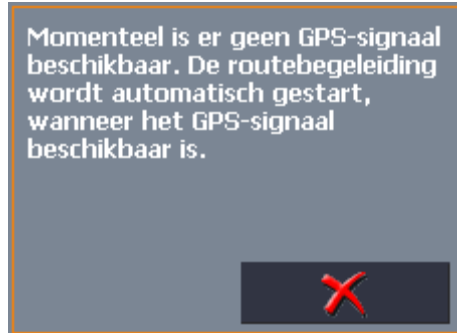 Momenteel is er geen GPS-signaal
beschikbaar. De routebegeleiding
wordt automatisch gestart,
wanneer het GPS-signaal
beschikbaar is.